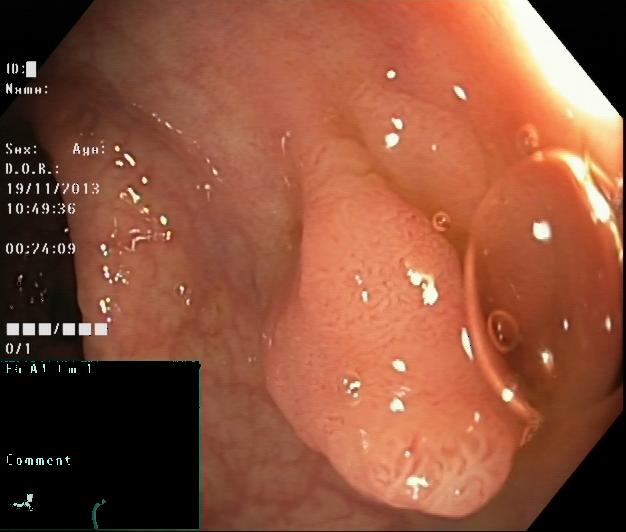 ID:
Name:
Sex: Age:
D.O.B.:
19/11/2013
10:49:36
00:24:09
■■■/■■■
0/1
Comment